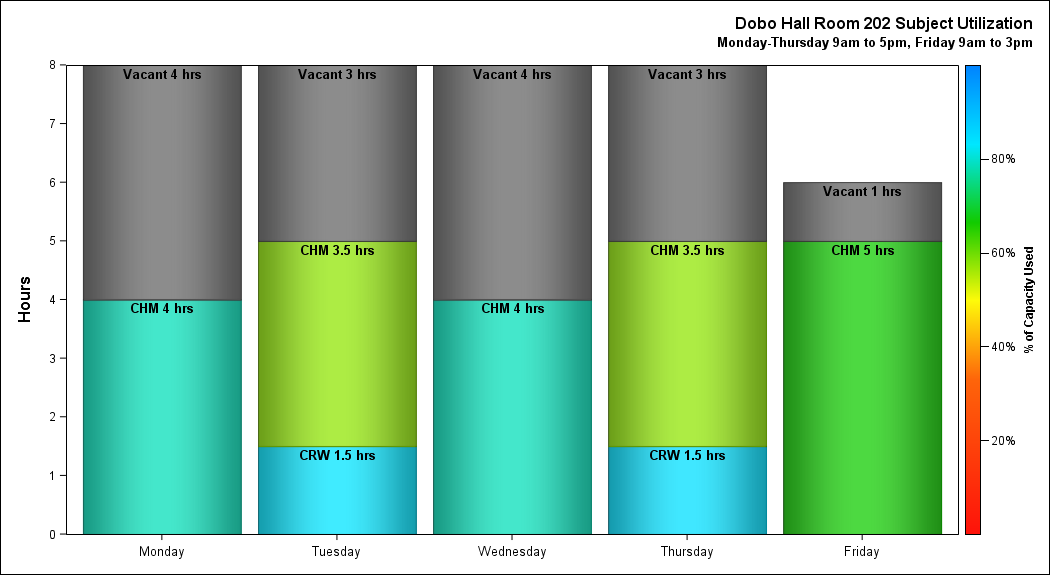 Dobo Hall Room 202 Subject Utilization
Monday-Thursday 9am to 5pm, Friday 9am to 3pm
Hours
8
7
6
5
4
3
2
1
0
Vacant 4 hrs
CHM 4 hrs
Vacant 3 hrs
CHM 3.5 hrs
CRW 1.5 hrs
Vacant 4 hrs
CHM 4 hrs
Vacant 3 hrs
CHM 3.5 hrs
CRW 1.5 hrs
Vacant 1 hrs
CHM 5 hrs
Monday
Tuesday
Wednesday
Thursday
Friday
80%
60%
40%
20%
% of Capacity Used